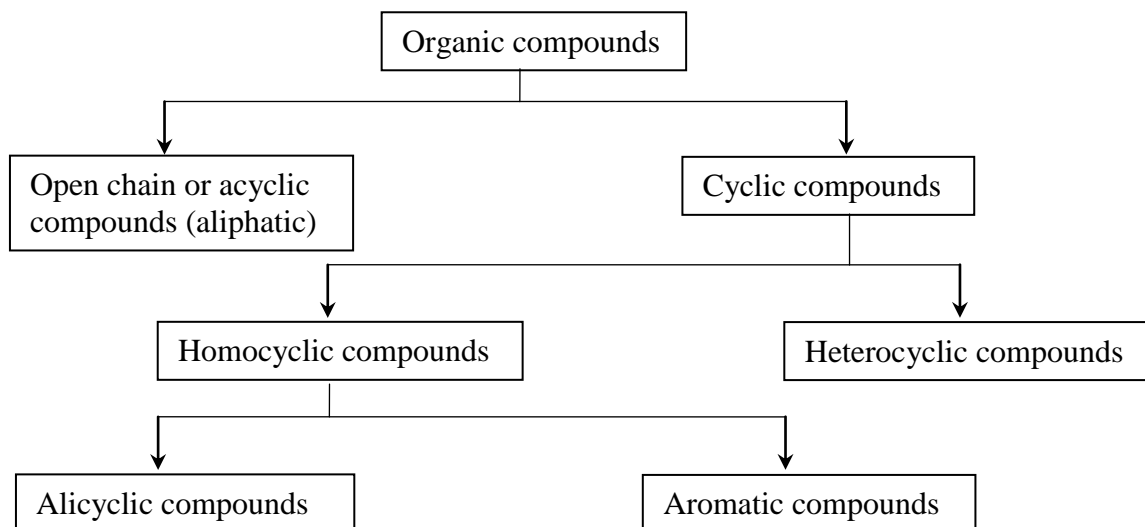 Organic compounds
Open chain or acyclic
compounds (aliphatic)
Cyclic compounds
Homocyclic compounds
Heterocyclic compounds
Alicyclic compounds
Aromatic compounds